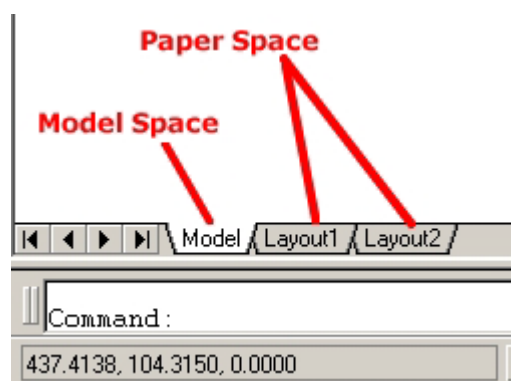 Paper Space
Model Space
Model Layout1 Layout2
Command:
437.4138, 104.3150, 0.0000